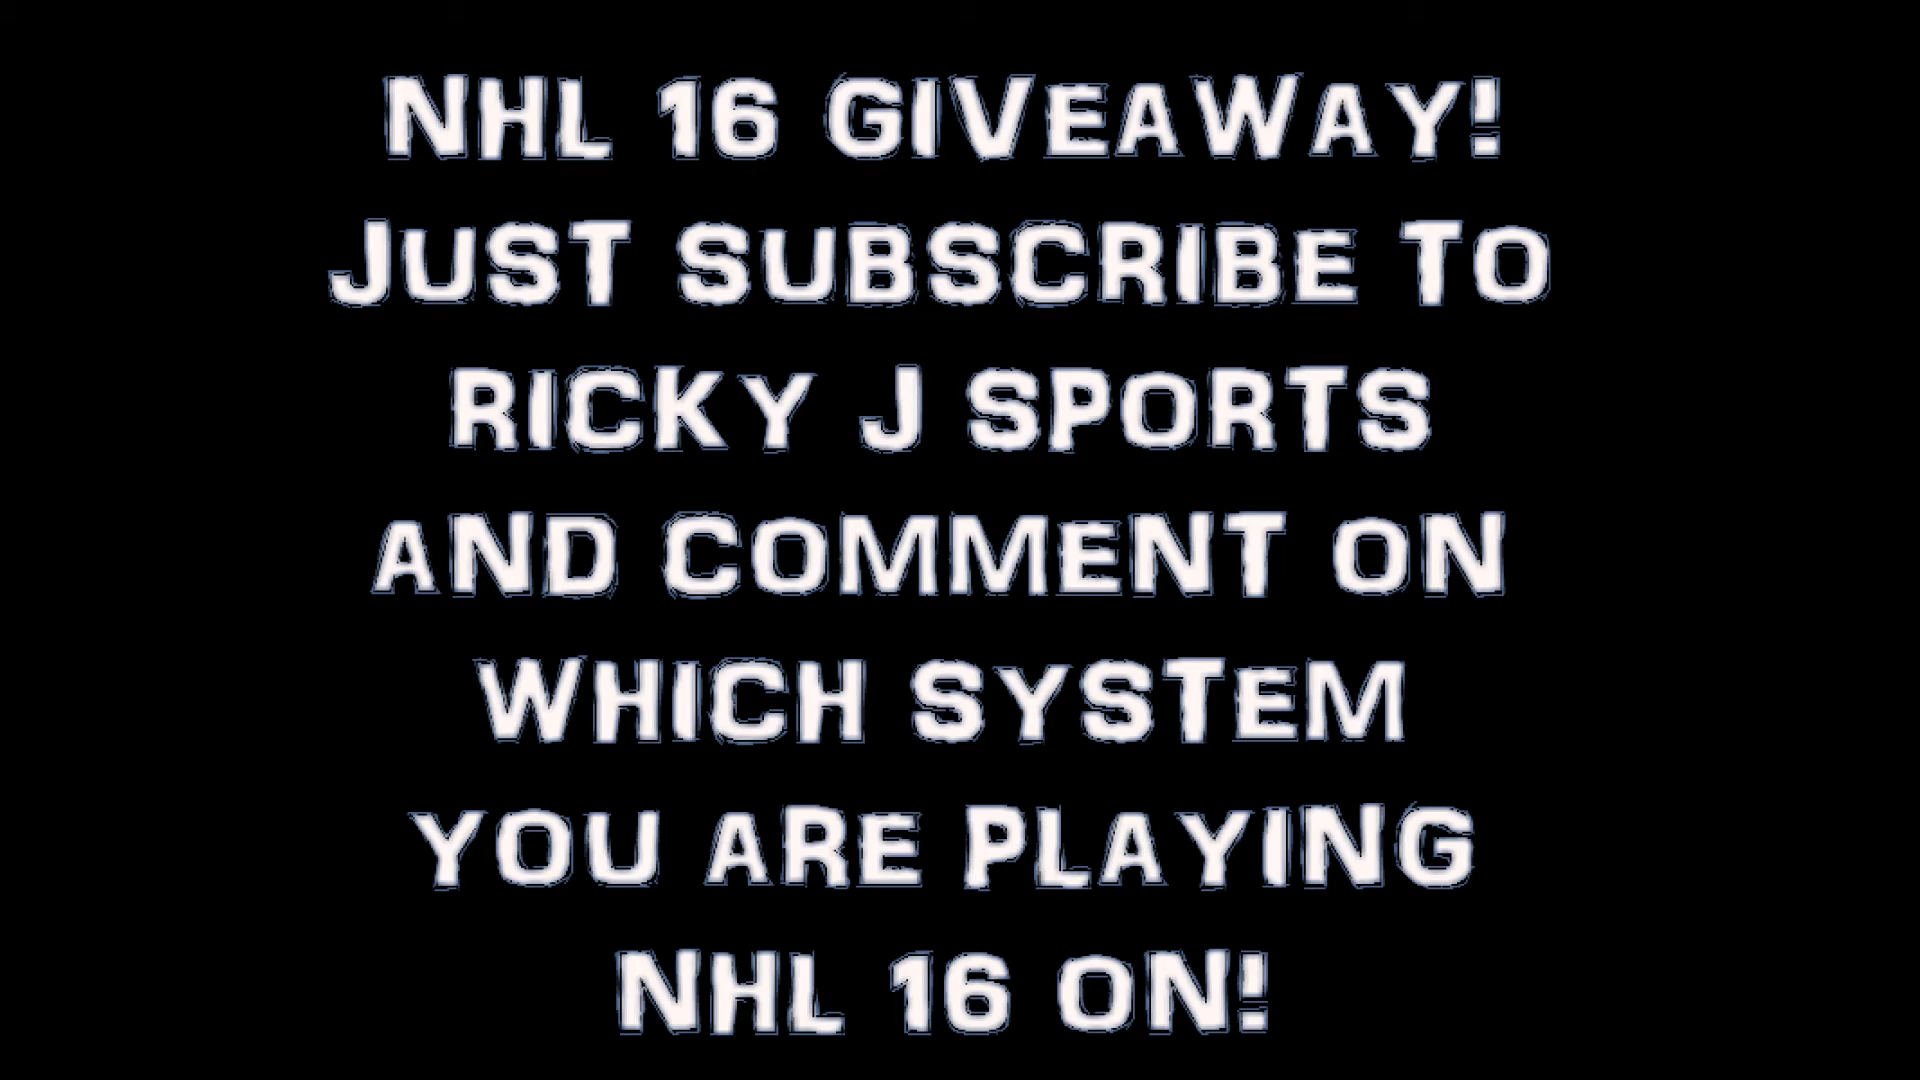 NHL 16 GIVEAWAY!
JUST SUBSCRIBE TO
RICKY J SPORTS
AND COMMENT ON
WHICH SYSTEM
YOU ARE PLAYING
NHL 16 ON!